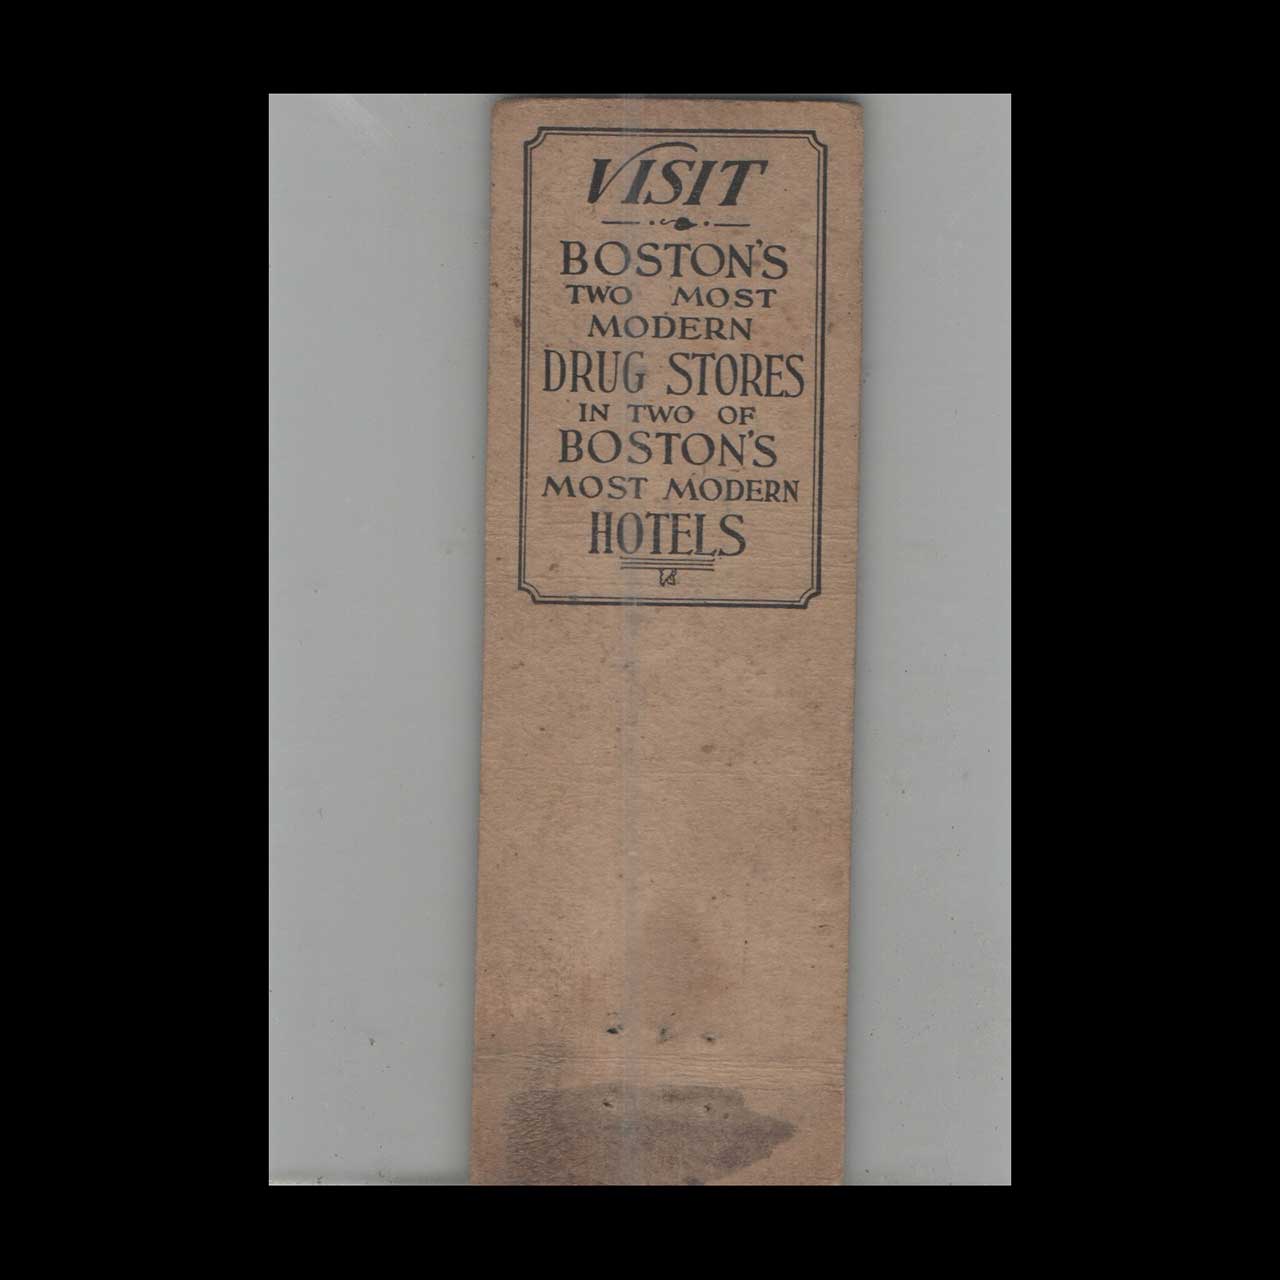 VISIT
BOSTON'S
TWO MOST
MODERN
DRUG STORES
IN TWO OF
BOSTON'S
MOST MODERN
HOTELS